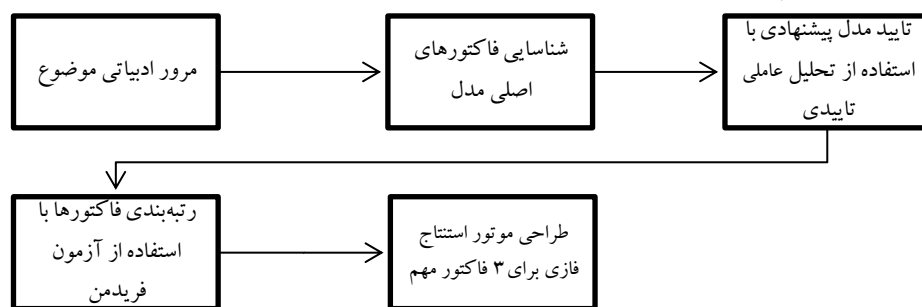 مرور ادبیاتی موضوع
شناسایی فاکتورهای
اصلی مدل
تایید مدل پیشنهادی با
استفاده از تحلیل عاملی
تاییدی
رتبه‌بندی فاکتورها با
استفاده از آزمون
فریدمن
طراحی موتور استنتاج
فازی برای ۳ فاکتور مهم